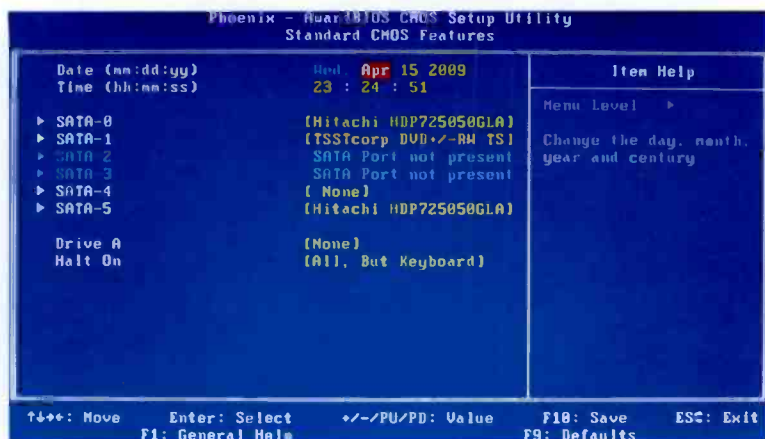 Phoenix - AwardBIOS CMOS Setup Utility
Standard CMOS Features
Date (mm:dd:yy) Wed, Apr 15 2009
Time (hh:mm:ss) 23 : 24 : 51
▶ SATA-0 [Hitachi HDP725050GLA]
▶ SATA-1 [TSSTcorp DVD+/-RW TS]
▶ SATA-2 SATA Port not present
▶ SATA-3 SATA Port not present
▶ SATA-4 [ None]
▶ SATA-5 [Hitachi HDP725050GLA]
Drive A [None]
Halt On [All, But Keyboard]
Item Help
Menu Level ▶
Change the day, month,
year and century
↑↓→←: Move Enter: Select +/-/PU/PD: Value F10: Save ESC: Exit
F1: General Help F9: Defaults